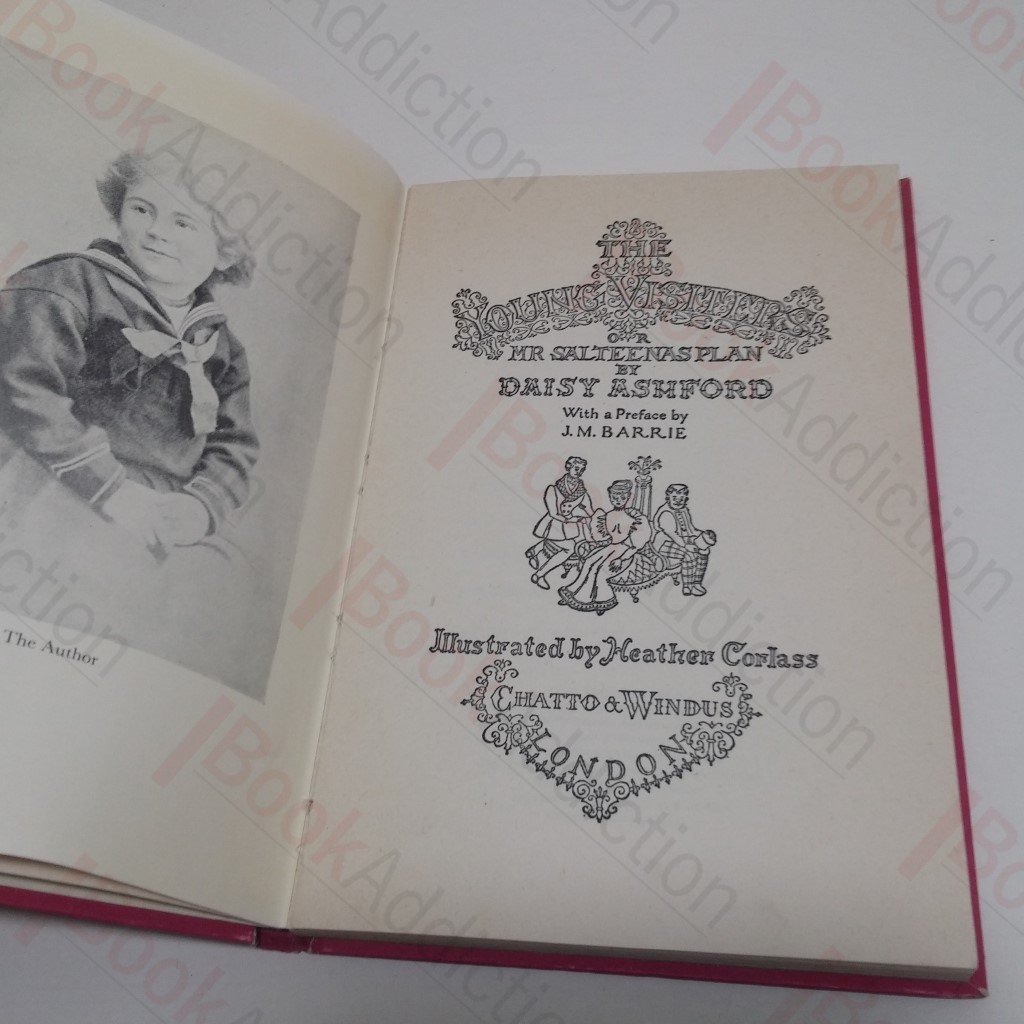 The Author
THE
YOUNG VISITERS
OR
MR SALTEENAS PLAN
BY
DAISY ASHFORD
With a Preface by
J.M. BARRIE
Illustrated by Heather Corlass
CHATTO & WINDUS
LONDON
BookAddiction